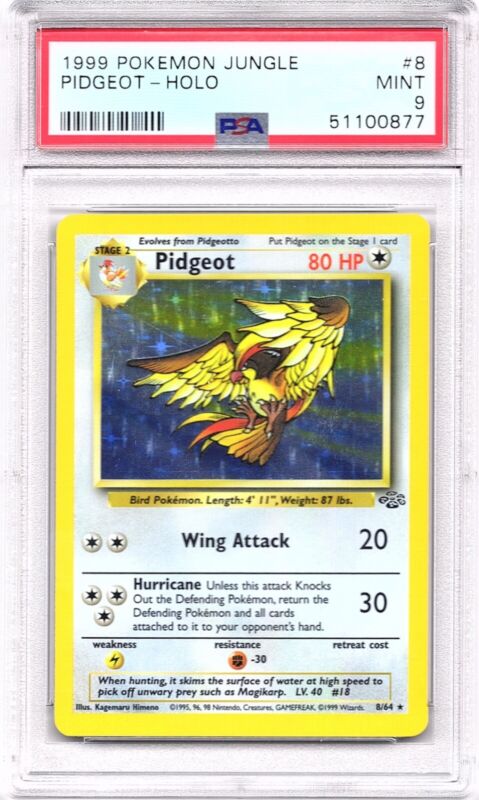 1999 POKEMON JUNGLE #8
PIDGEOT – HOLO MINT
9
PSA 51100877
STAGE 2 Evolves from Pidgeotto Put Pidgeot on the Stage 1 card
Pidgeot 80 HP
Bird Pokémon. Length: 4' 11", Weight: 87 lbs.
Wing Attack 20
Hurricane Unless this attack Knocks
Out the Defending Pokémon, return the
Defending Pokémon and all cards
attached to it to your opponent's hand.
30
weakness resistance retreat cost
-30
When hunting, it skims the surface of water at high speed to
pick off unwary prey such as Magikarp. LV. 40 #18
Illus. Kagemaru Himeno ©1995, 96, 98 Nintendo, Creatures, GAMEFREAK. ©1999 Wizards. 8/64 ★